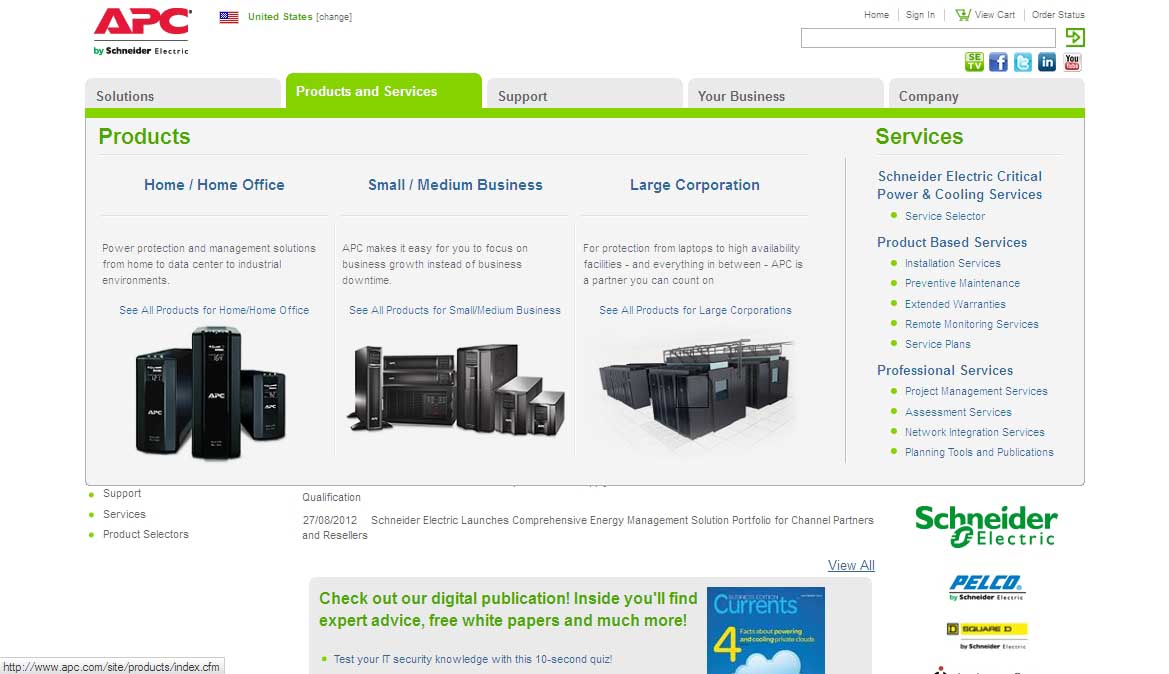 APC
by Schneider Electric
United States [change]
Home
Sign In
View Cart
Order Status
SE TV
You Tube
Solutions
Products and Services
Support
Your Business
Company
Products
Home / Home Office
Power protection and management solutions
from home to data center to industrial
environments.
See All Products for Home/Home Office
APC
APC
APC
Small / Medium Business
APC makes it easy for you to focus on
business growth instead of business
downtime.
See All Products for Small/Medium Business
Large Corporation
For protection from laptops to high availability
facilities - and everything in between - APC is
a partner you can count on
See All Products for Large Corporations
Services
Schneider Electric Critical
Power & Cooling Services
Service Selector
Product Based Services
Installation Services
Preventive Maintenance
Extended Warranties
Remote Monitoring Services
Service Plans
Professional Services
Project Management Services
Assessment Services
Network Integration Services
Planning Tools and Publications
Support
Services
Product Selectors
Qualification
27/08/2012 Schneider Electric Launches Comprehensive Energy Management Solution Portfolio for Channel Partners
and Resellers
View All
Check out our digital publication! Inside you'll find
expert advice, free white papers and much more!
Test your IT security knowledge with this 10-second quiz!
BUSINESS EDITION
Currents
4 Facts about powering
and cooling private clouds
Schneider
Electric
PELCO
by Schneider Electric
SQUARE D
by Schneider Electric
http://www.apc.com/site/products/index.cfm